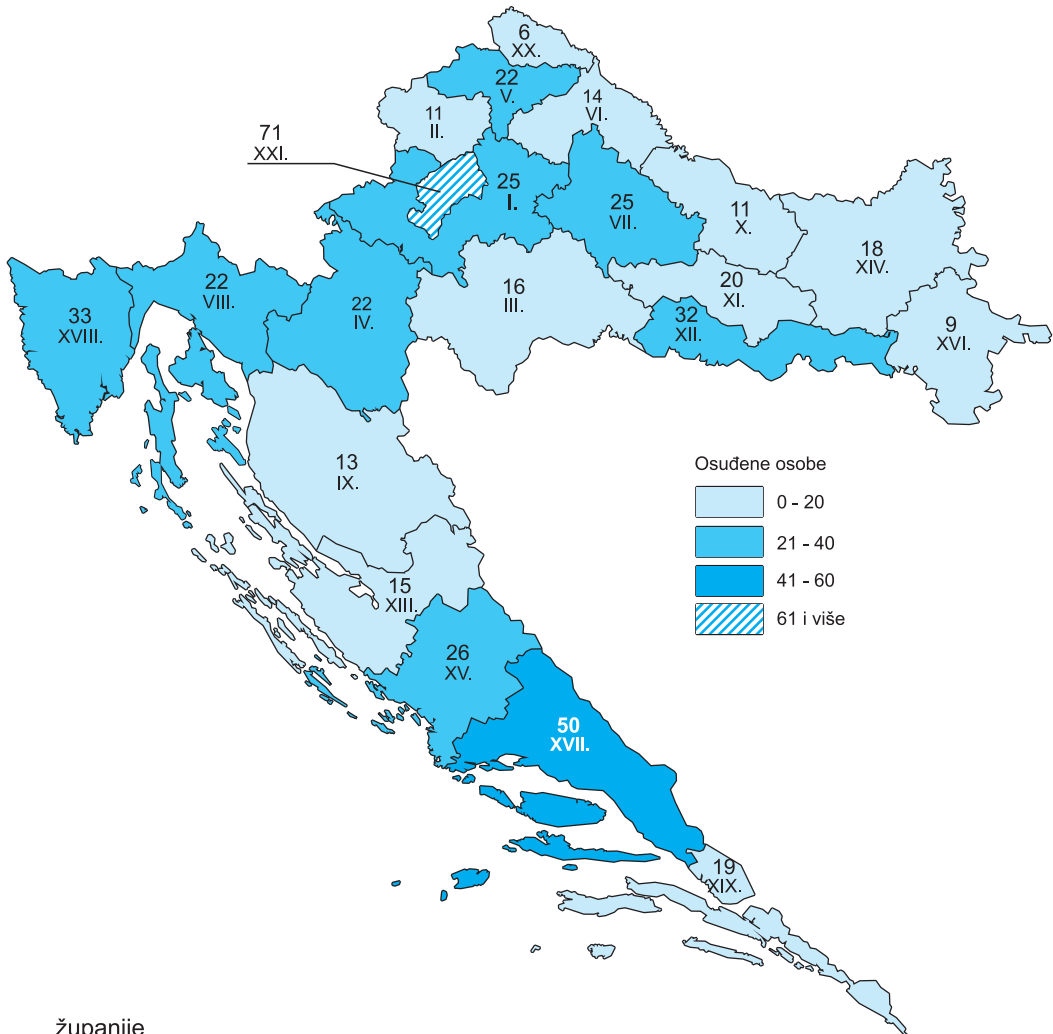 6
XX.
22
V.
14
VI.
11
II.
71
XXI.
25
I.
25
VII.
11
X.
18
XIV.
22
VIII.
22
IV.
16
III.
20
XI.
33
XVIII.
32
XII.
9
XVI.
13
IX.
Osuđene osobe
0 - 20
21 - 40
41 - 60
61 i više
15
XIII.
26
XV.
50
XVII.
19
XIX.
županije